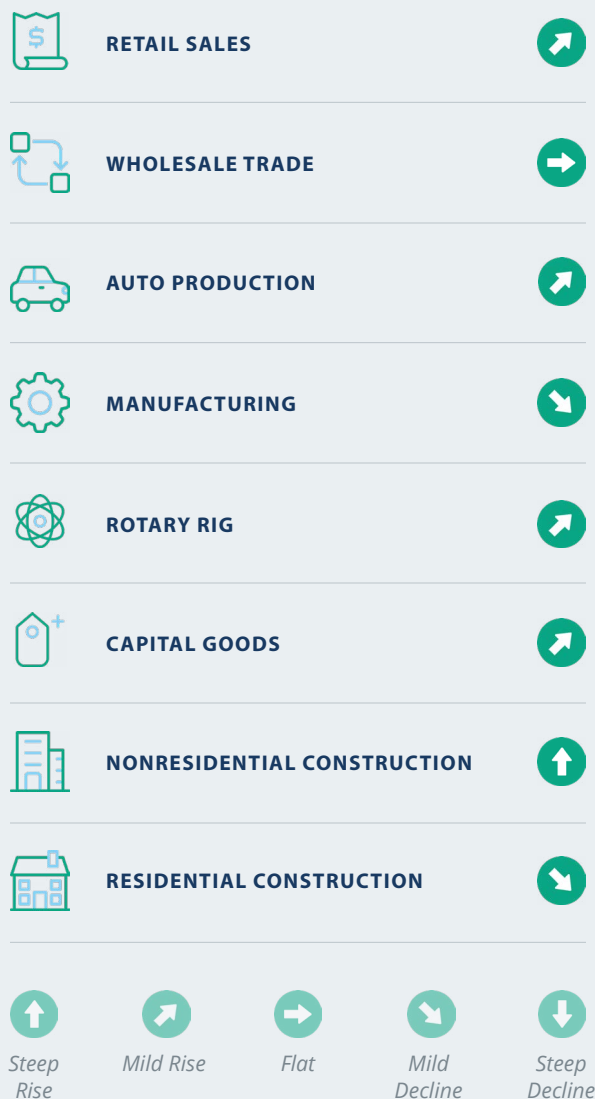 $
RETAIL SALES
WHOLESALE TRADE
AUTO PRODUCTION
MANUFACTURING
ROTARY RIG
CAPITAL GOODS
NONRESIDENTIAL CONSTRUCTION
RESIDENTIAL CONSTRUCTION
Steep
Rise
Mild Rise
Flat
Mild
Decline
Steep
Decline